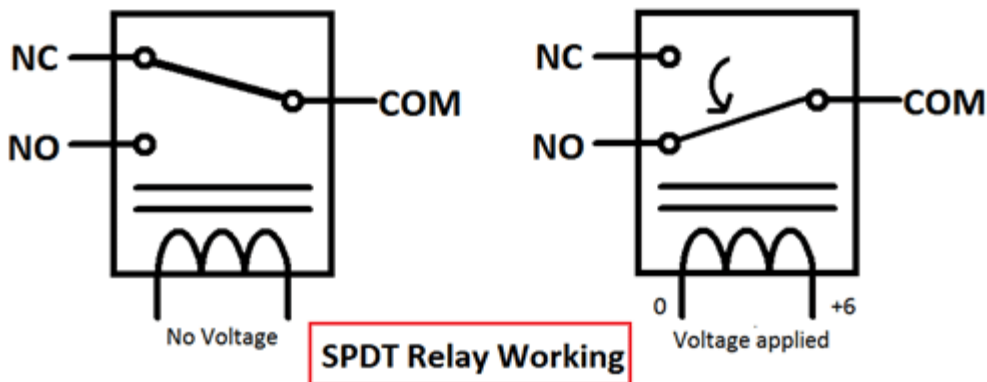 NC
COM
NO
No Voltage
NC
COM
NO
0
+6
Voltage applied
SPDT Relay Working